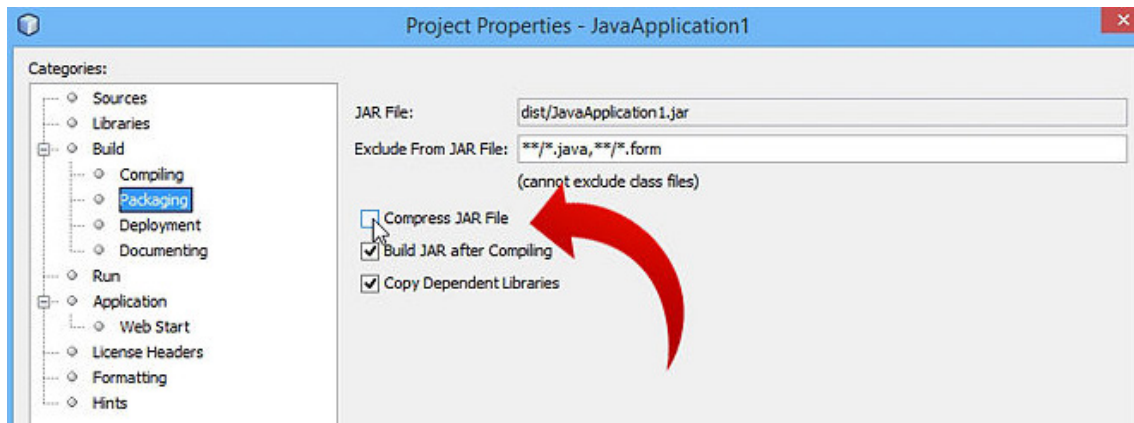 Project Properties - JavaApplication1
Categories:
Sources
Libraries
Build
Compiling
Packaging
Deployment
Documenting
Run
Application
Web Start
License Headers
Formatting
Hints
JAR File: dist/JavaApplication1.jar
Exclude From JAR File: **/*.java,**/*.form
(cannot exclude class files)
Compress JAR File
Build JAR after Compiling
Copy Dependent Libraries